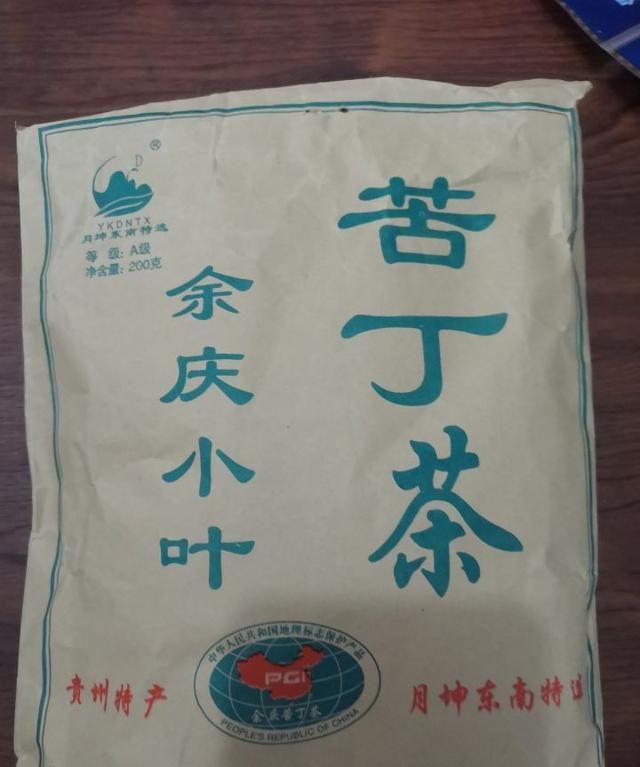 ®
YKDNTX
月坤东南特选
等 级: A级
净含量: 200克
苦丁茶
余庆小叶
中华人民共和国地理标志保护产品
PGI
余庆苦丁茶
PEOPLE'S REPUBLIC OF CHINA
贵州特产
月坤东南特选